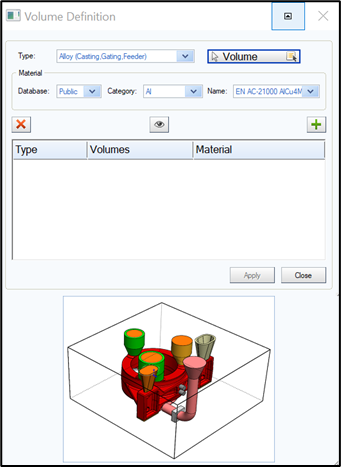 Volume Definition
Type: Alloy (Casting,Gating,Feeder) Volume
Material
Database: Public Category: Al Name: EN AC-21000 AlCu4M
Type Volumes Material
Apply Close